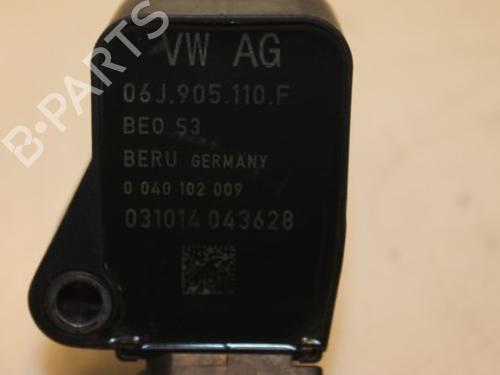 VW AG
06J.905.110.F
BEO S3
BERU GERMANY
0 040 102 009
031014 043628
B-PARTS